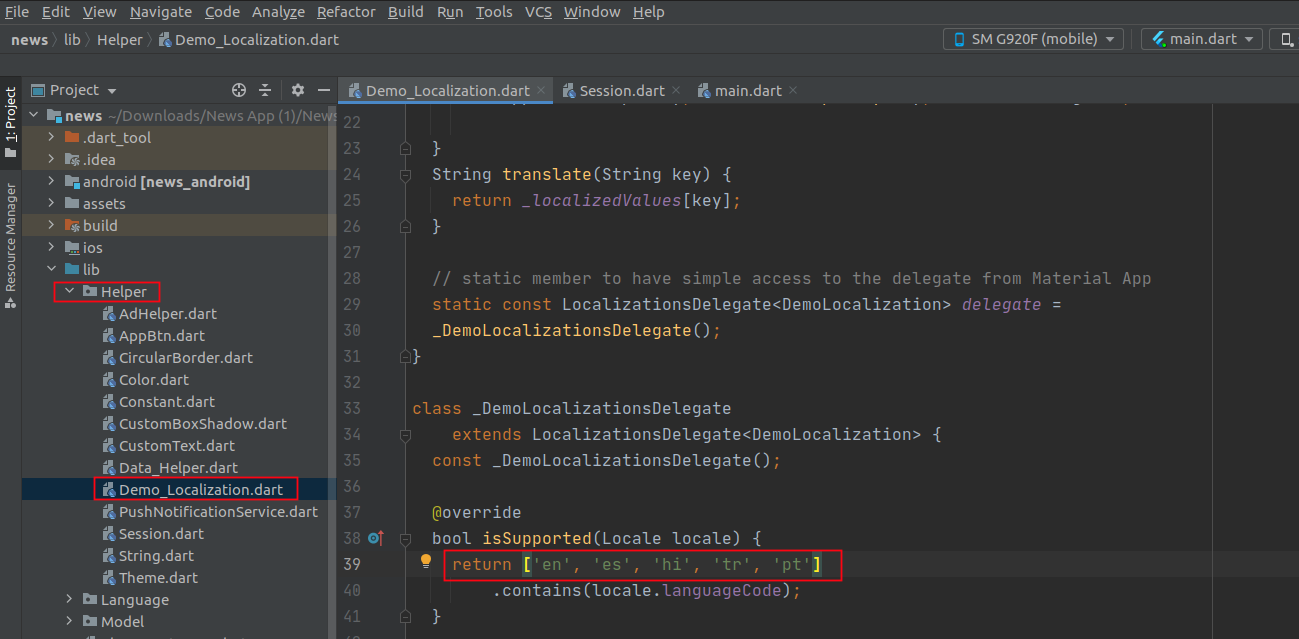 File Edit View Navigate Code Analyze Refactor Build Run Tools VCS Window Help
news lib Helper Demo_Localization.dart SM G920F (mobile) main.dart
Project Demo_Localization.dart Session.dart main.dart
1: Project
Resource Manager
news ~/Downloads/News App (1)/News
.dart_tool
.idea
android [news_android]
assets
build
ios
lib
Helper
AdHelper.dart
AppBtn.dart
CircularBorder.dart
Color.dart
Constant.dart
CustomBoxShadow.dart
CustomText.dart
Data_Helper.dart
Demo_Localization.dart
PushNotificationService.dart
Session.dart
String.dart
Theme.dart
Language
Model
22
23 }
24 String translate(String key) {
25 return _localizedValues[key];
26 }
27
28 // static member to have simple access to the delegate from Material App
29 static const LocalizationsDelegate<DemoLocalization> delegate =
30 _DemoLocalizationsDelegate();
31 }
32
33 class _DemoLocalizationsDelegate
34 extends LocalizationsDelegate<DemoLocalization> {
35 const _DemoLocalizationsDelegate();
36
37 @override
38 bool isSupported(Locale locale) {
39 return ['en', 'es', 'hi', 'tr', 'pt']
40 .contains(locale.languageCode);
41 }